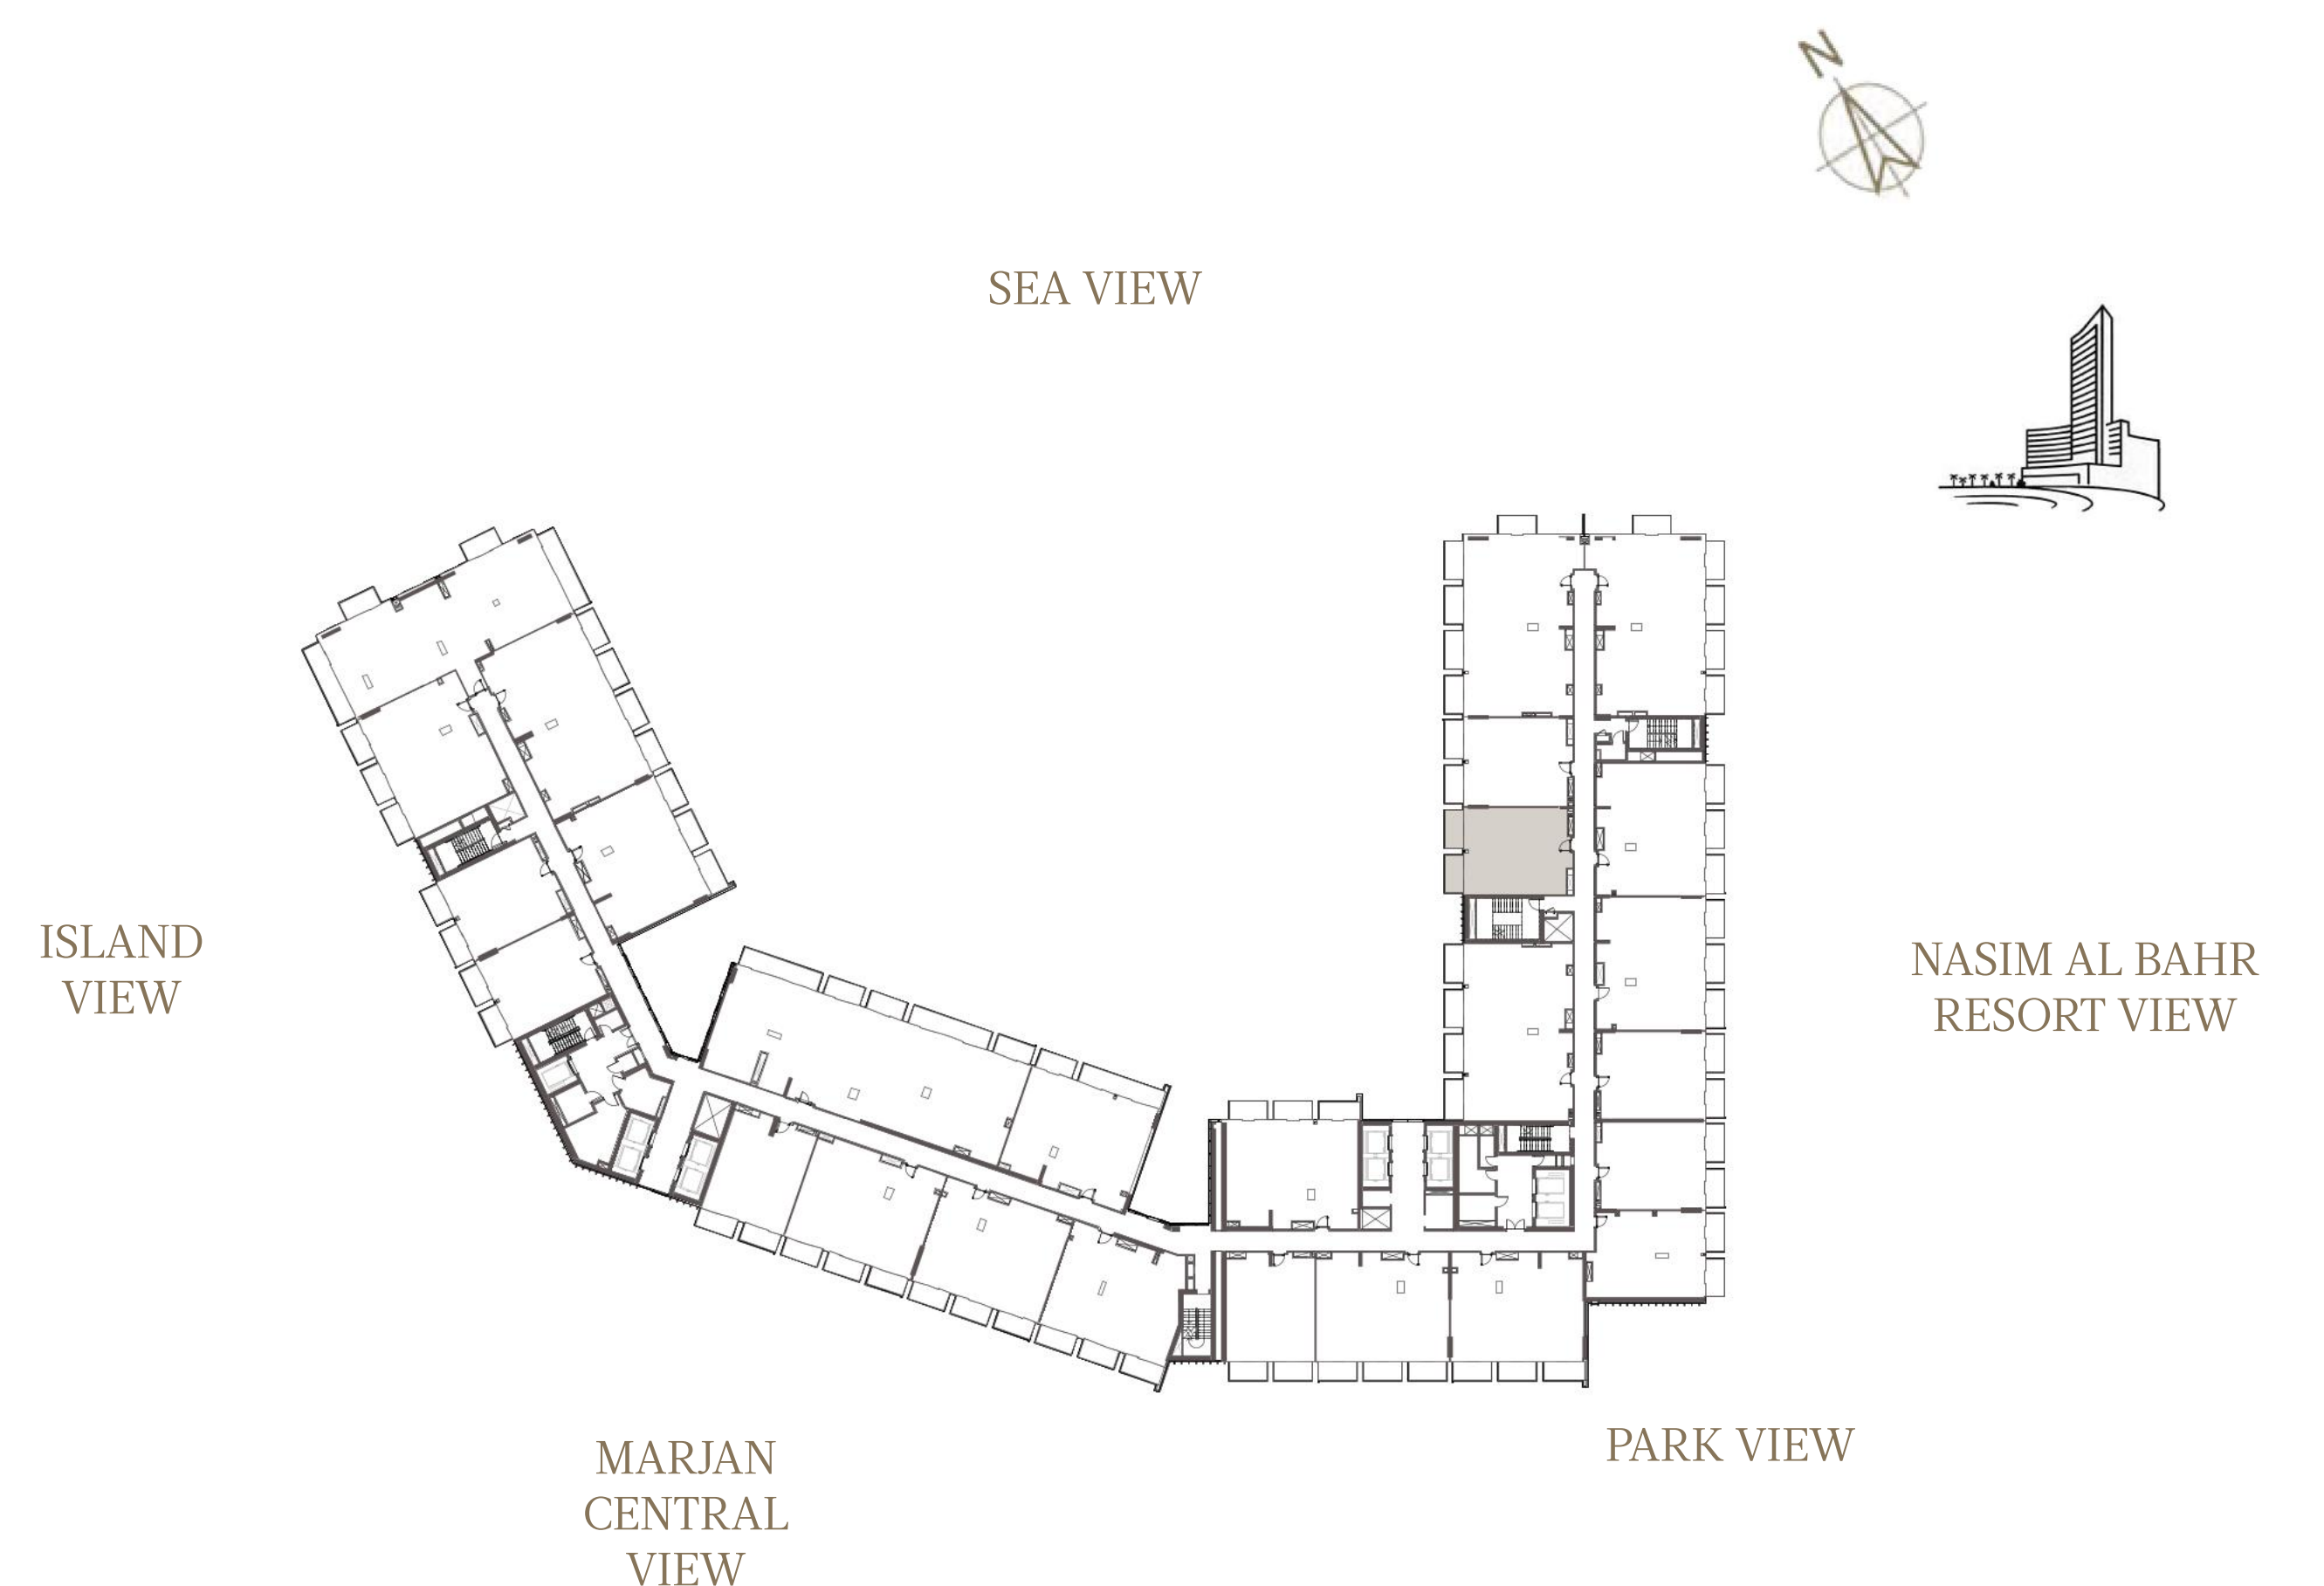 N
SEA VIEW
ISLAND
VIEW
NASIM AL BAHR
RESORT VIEW
PARK VIEW
MARJAN
CENTRAL
VIEW